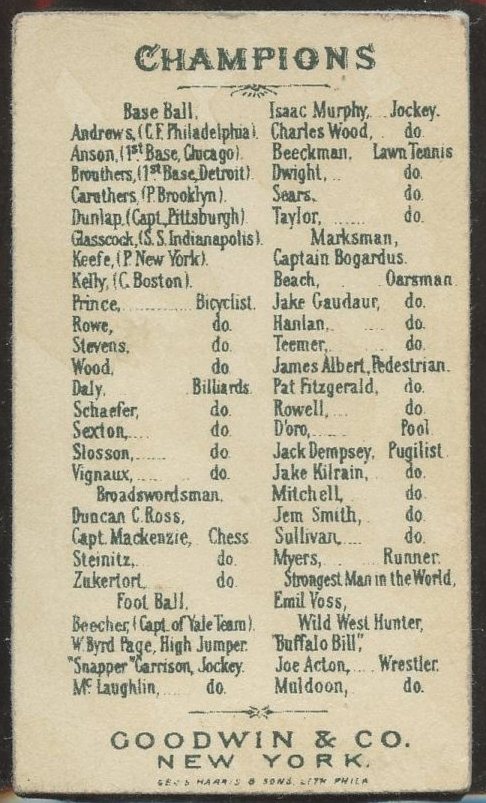 CHAMPIONS
Base Ball.
Andrews, (C.F. Philadelphia).
Anson, (1st Base, Chicago).
Brouthers, (1st Base, Detroit).
Caruthers, (P. Brooklyn).
Dunlap, (Capt. Pittsburgh)
Glasscock, (S.S. Indianapolis).
Keefe, (P. New York).
Kelly, (C. Boston).
Prince, Bicyclist.
Rowe, do.
Stevens, do.
Wood, do.
Daly, Billiards.
Schaefer, do.
Sexton, do.
Slosson, do.
Vignaux, do.
Broadswordsman.
Duncan C. Ross,
Capt. Mackenzie, Chess.
Steinitz, do.
Zukertort, do.
Foot Ball.
Beecher, (Capt. of Yale Team).
W. Byrd Page, High Jumper.
"Snapper" Garrison, Jockey.
Mc Laughlin, do.
Isaac Murphy, Jockey.
Charles Wood, do.
Beeckman, Lawn Tennis
Dwight, do.
Sears, do.
Taylor, do.
Marksman,
Captain Bogardus.
Beach, Oarsman
Jake Gaudaur, do.
Hanlan, do.
Teemer, do.
James Albert, Pedestrian.
Pat Fitzgerald, do.
Rowell, do.
D'oro, Pool
Jack Dempsey, Pugilist.
Jake Kilrain, do.
Mitchell, do.
Jem Smith, do.
Sullivan, do.
Myers, Runner.
Strongest Man in the World,
Emil Voss,
Wild West Hunter,
"Buffalo Bill",
Joe Acton, Wrestler.
Muldoon, do.
GOODWIN & CO.
NEW YORK.
GEO. S. HARRIS & SONS. LITH. PHILA.